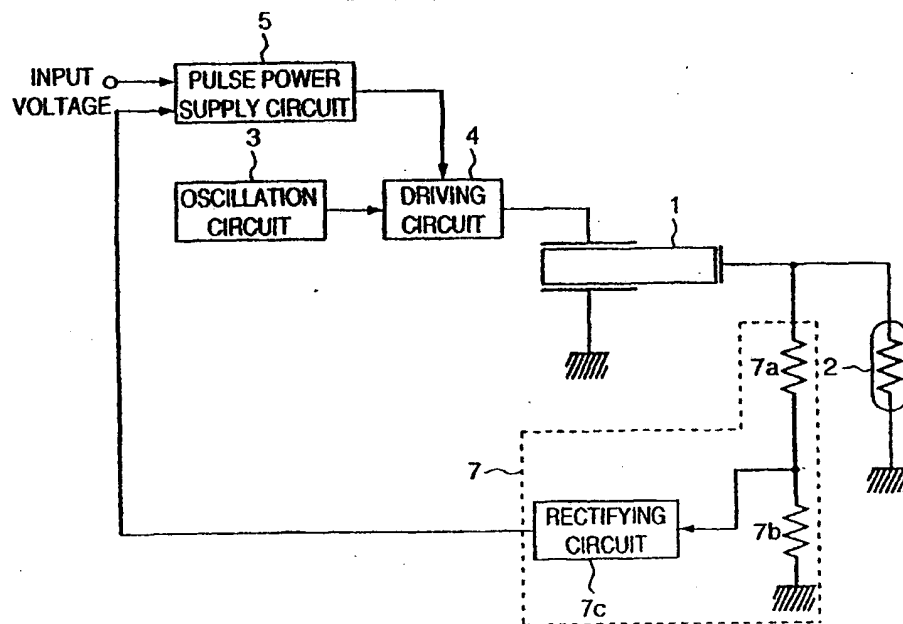 5
INPUT
VOLTAGE
PULSE POWER
SUPPLY CIRCUIT
3
OSCILLATION
CIRCUIT
4
DRIVING
CIRCUIT
1
7a
2
7
RECTIFYING
CIRCUIT
7b
7c